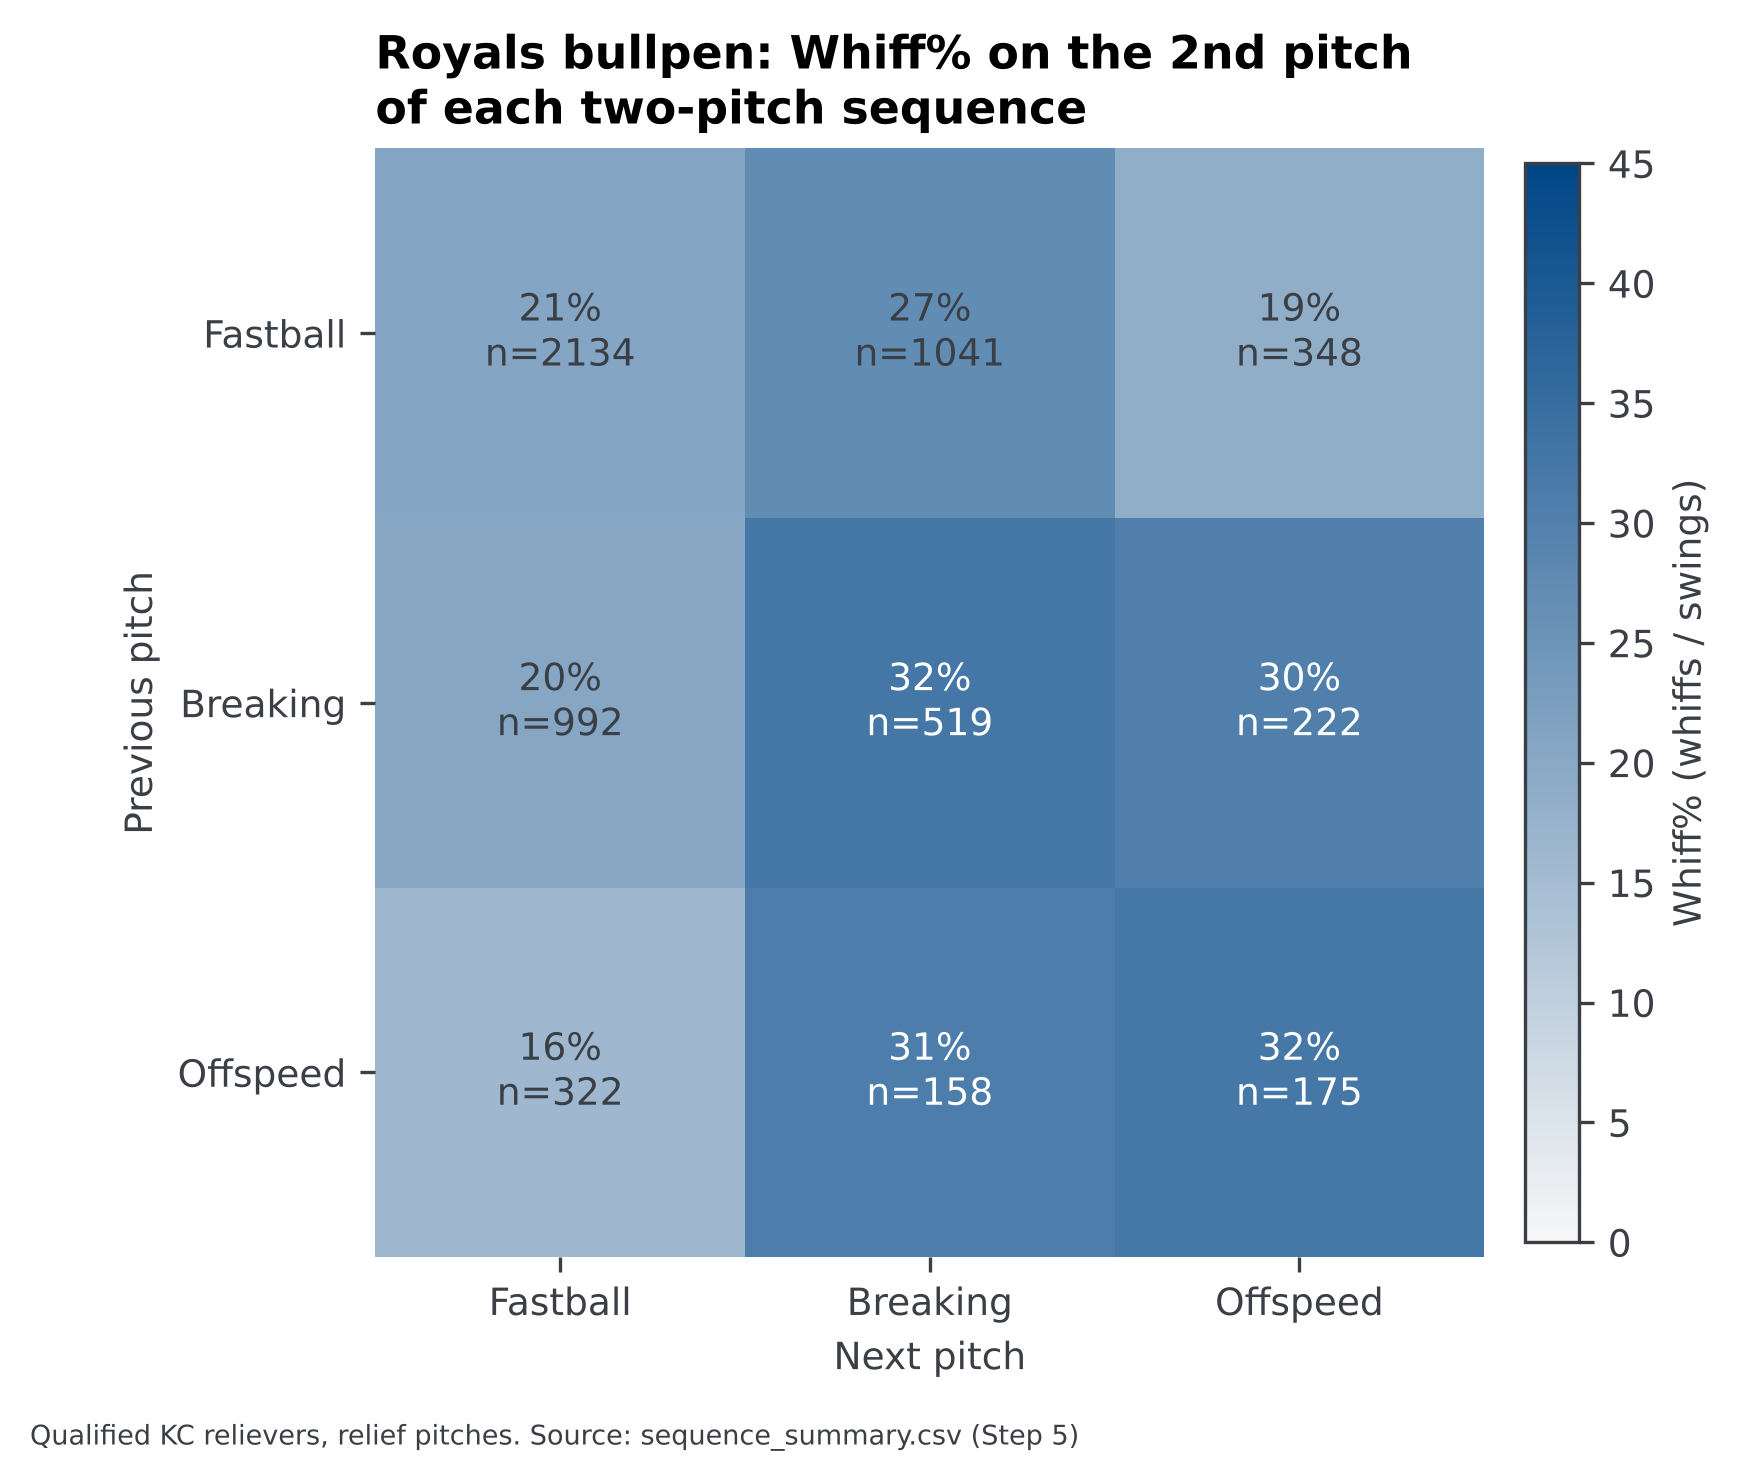 Royals bullpen: Whiff% on the 2nd pitch
of each two-pitch sequence
Previous pitch
Fastball
21%
n=2134
27%
n=1041
19%
n=348
Breaking
20%
n=992
32%
n=519
30%
n=222
Offspeed
16%
n=322
31%
n=158
32%
n=175
Fastball
Breaking
Offspeed
Next pitch
45
40
35
30
25
20
15
10
5
0
Whiff% (whiffs / swings)
Qualified KC relievers, relief pitches. Source: sequence_summary.csv (Step 5)